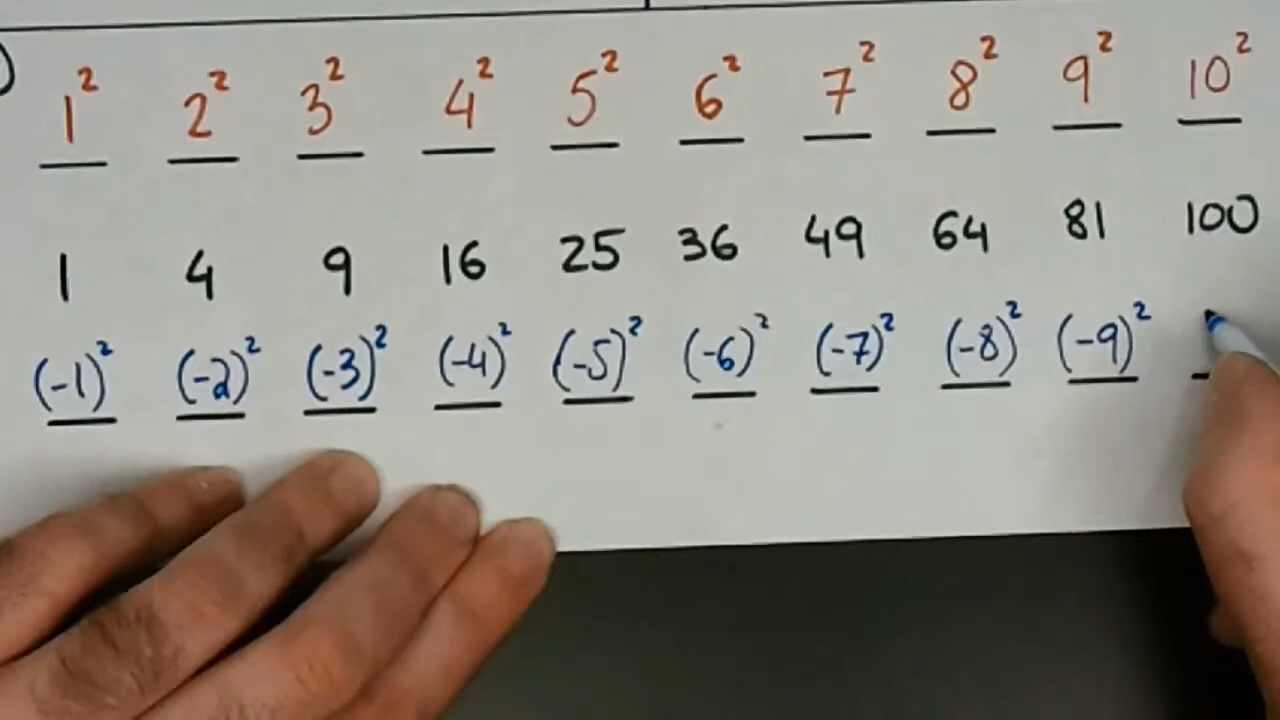 1² 2² 3² 4² 5² 6² 7² 8² 9² 10²
1 4 9 16 25 36 49 64 81 100
(-1)² (-2)² (-3)² (-4)² (-5)² (-6)² (-7)² (-8)² (-9)²